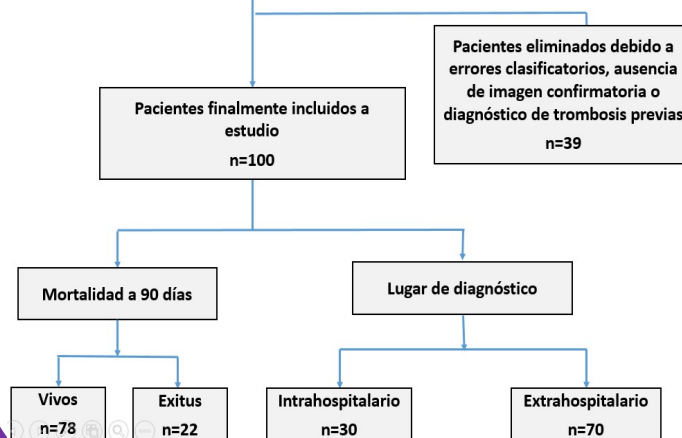 Pacientes eliminados debido a
errores clasificatorios, ausencia
de imagen confirmatoria o
diagnóstico de trombosis previas
n=39
Pacientes finalmente incluidos a
estudio
n=100
Mortalidad a 90 días
Lugar de diagnóstico
Vivos
n=78
Exitus
n=22
Intrahospitalario
n=30
Extrahospitalario
n=70